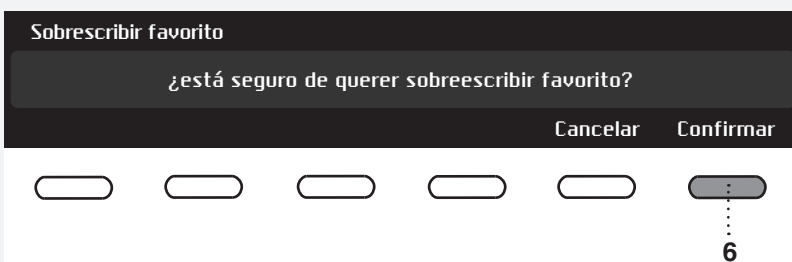 Sobrescribir favorito
¿está seguro de querer sobreescribir favorito?
Cancelar Confirmar
6